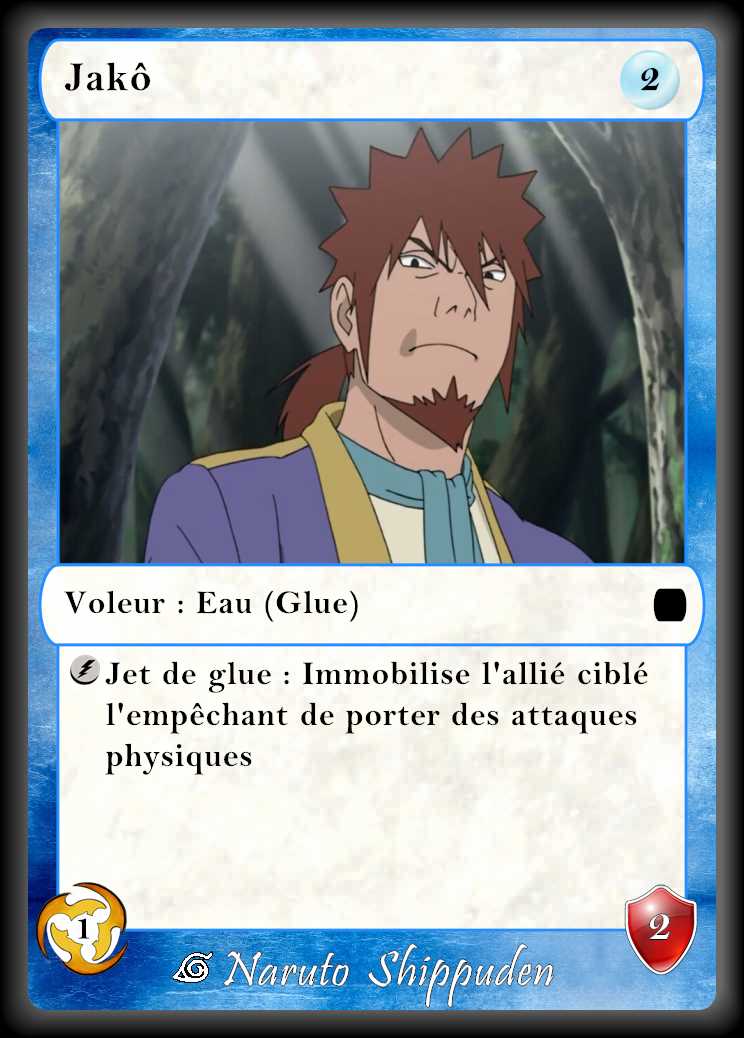 Jakô
2
Voleur : Eau (Glue)
Jet de glue : Immobilise l'allié ciblé
l'empêchant de porter des attaques
physiques
1
2
Naruto Shippuden